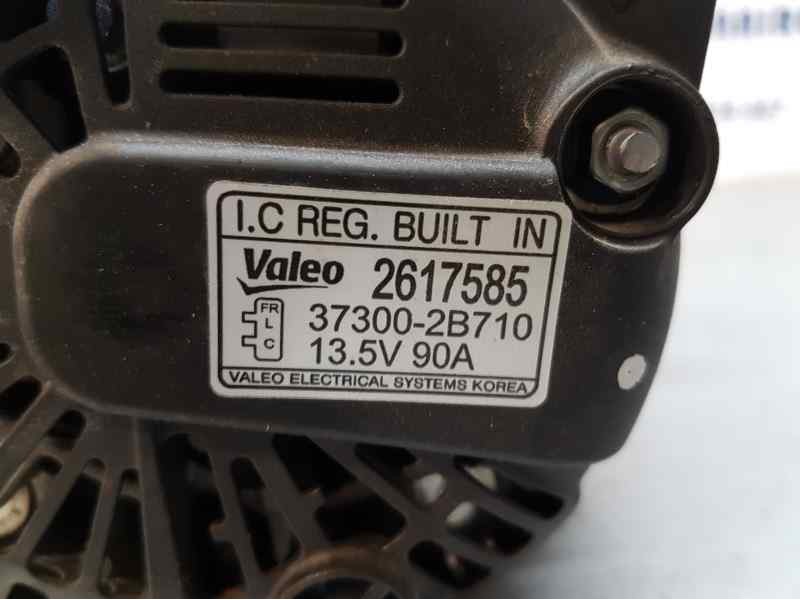 I.C REG. BUILT IN
Valeo 2617585
FR
L
C
37300-2B710
13.5V 90A
VALEO ELECTRICAL SYSTEMS KOREA